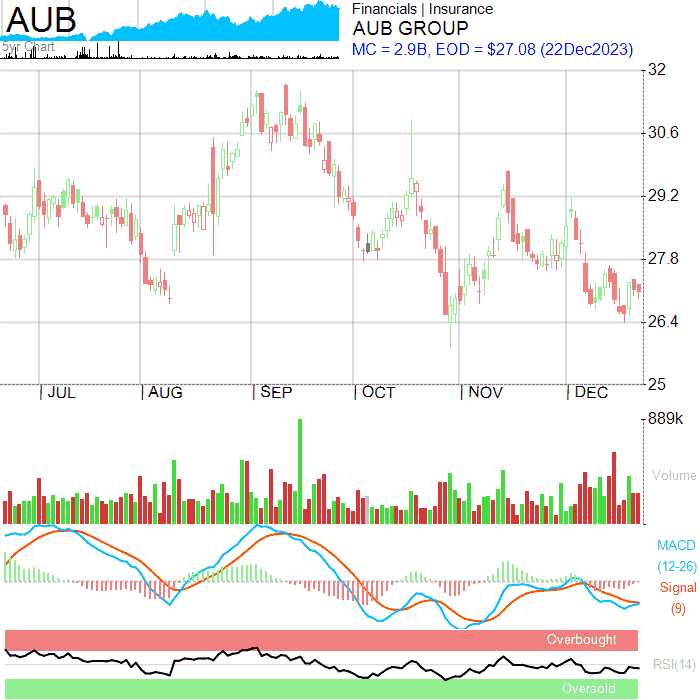 AUB
5yr Chart
Financials | Insurance
AUB GROUP
MC = 2.9B, EOD = $27.08 (22Dec2023)
32
30.6
29.2
27.8
26.4
25
JUL AUG SEP OCT NOV DEC
889k
Volume
MACD
(12-26)
Signal
(9)
Overbought
RSI(14)
Oversold